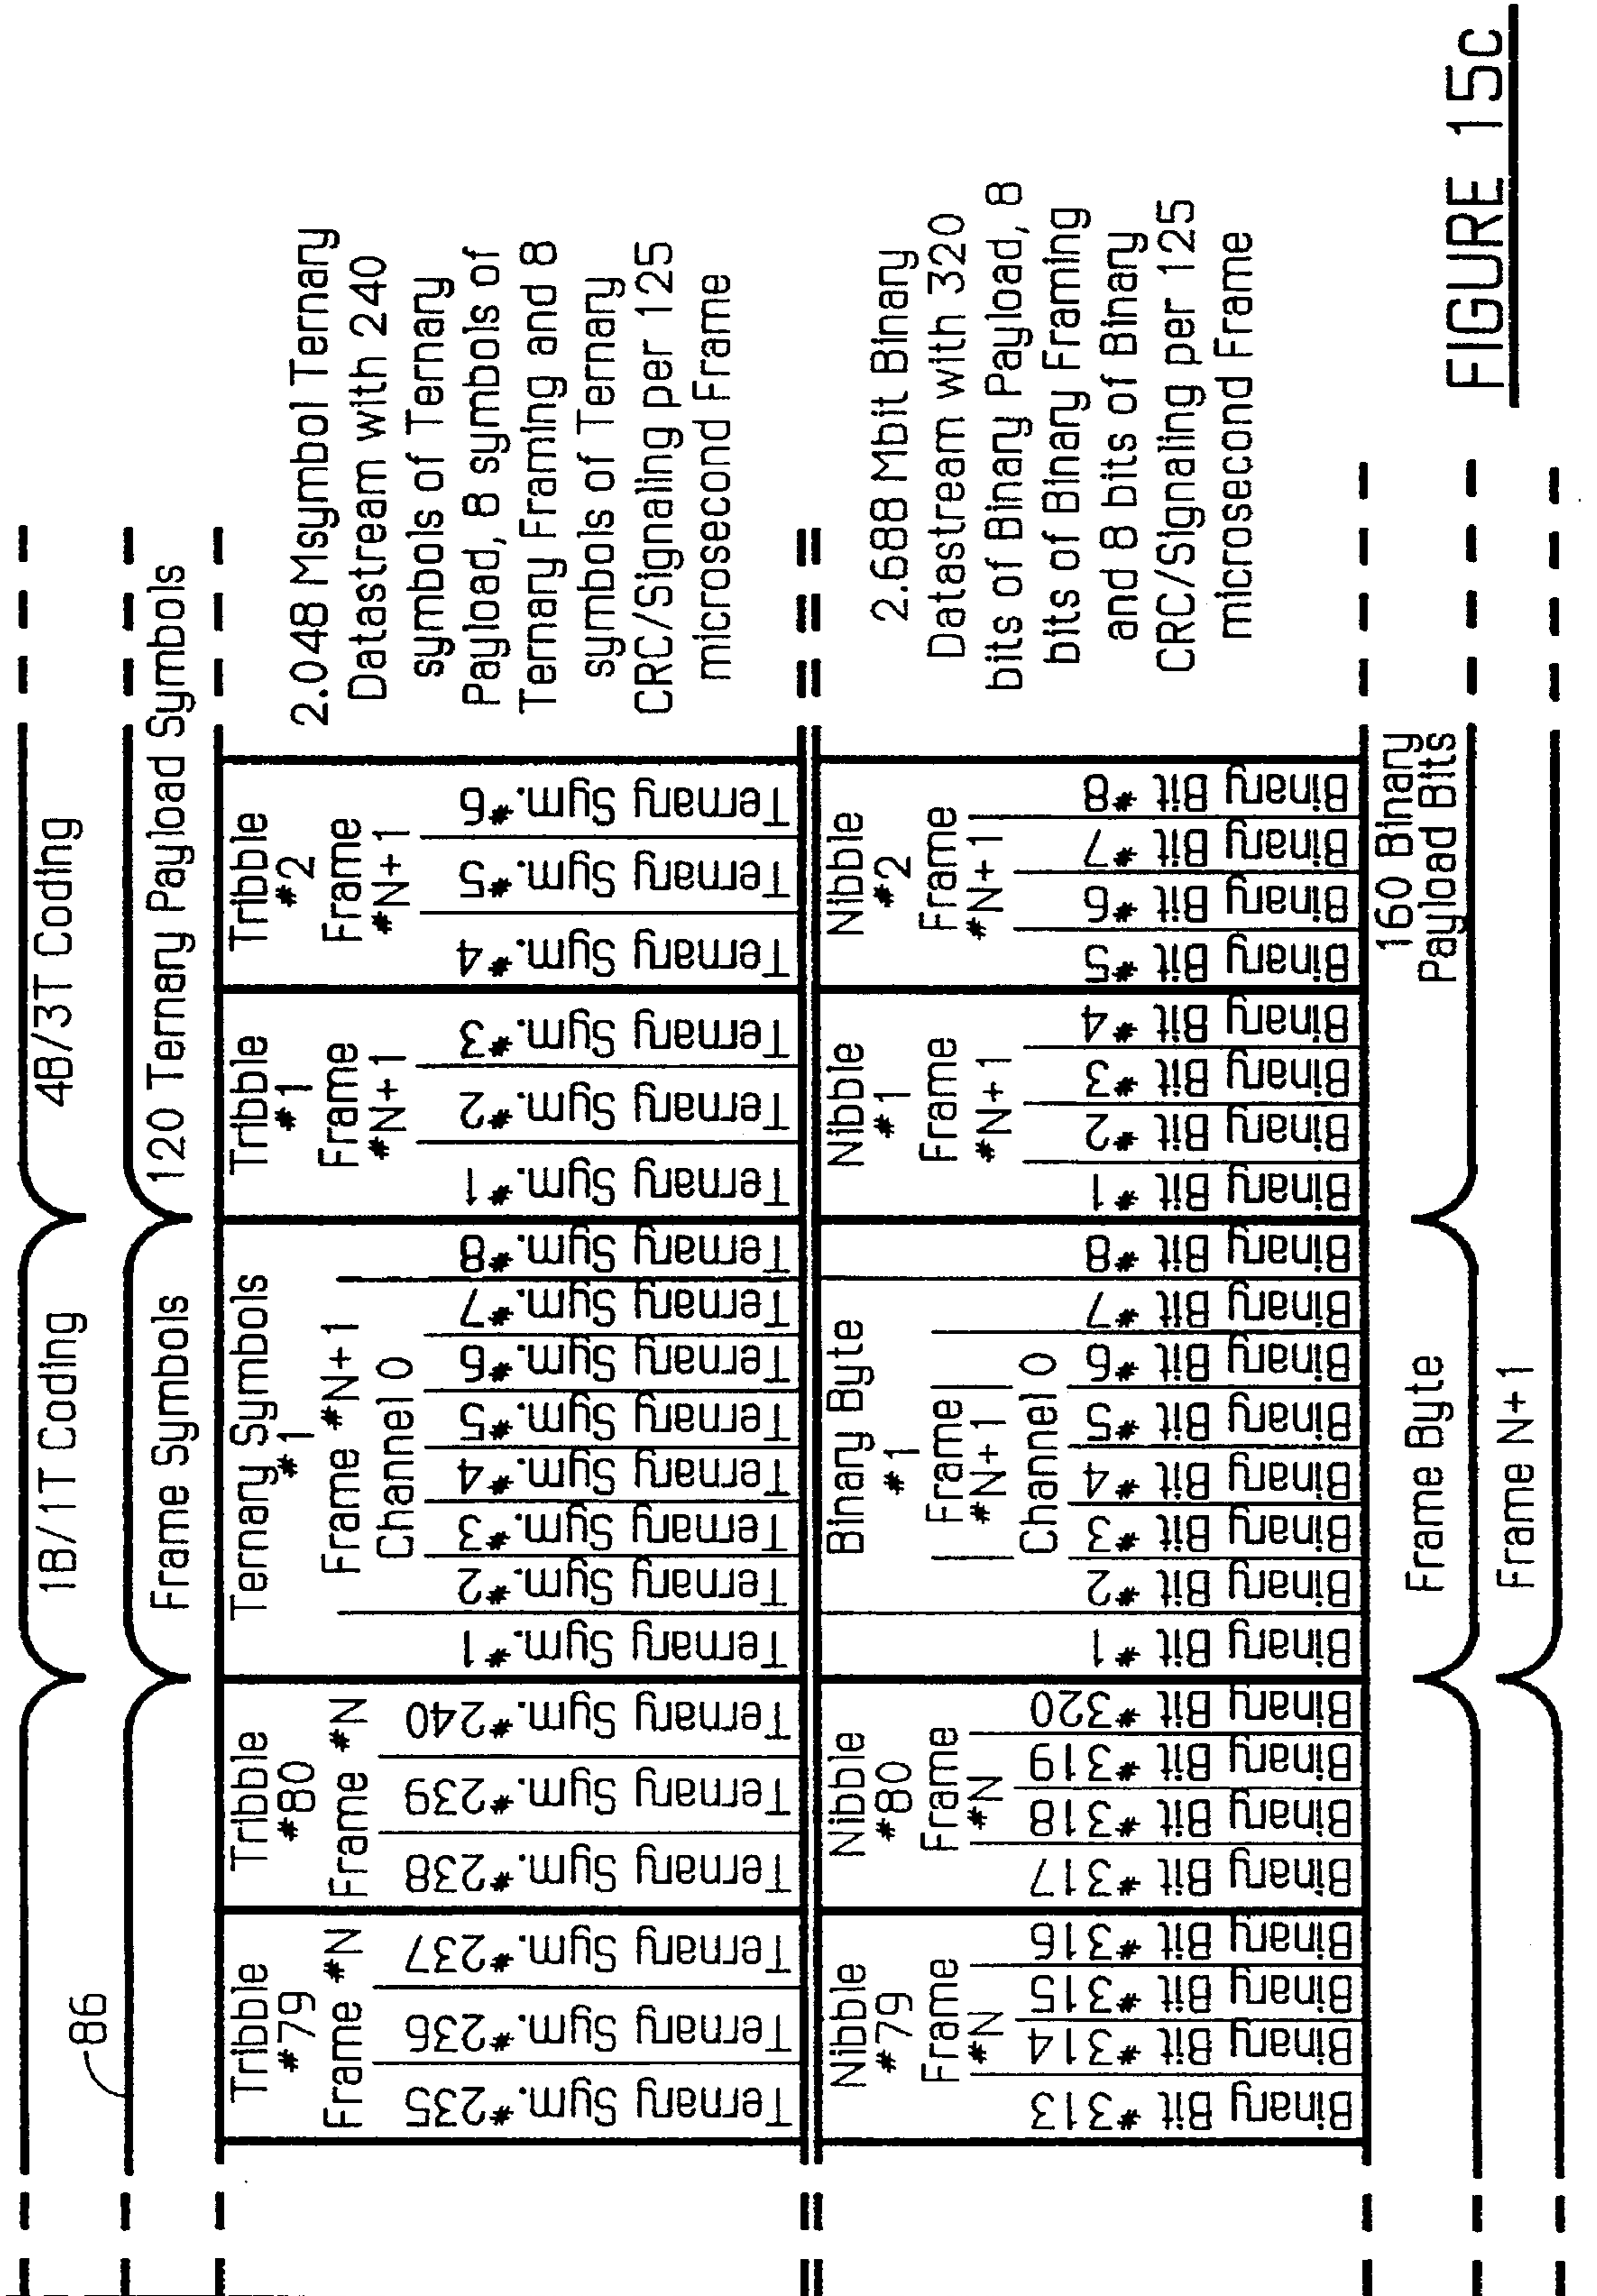 1B/1T Coding
4B/3T Coding
86
Frame Symbols
120 Ternary Payload Symbols
Tribble
#79
Frame #N
Ternary Sym. #235
Ternary Sym. #236
Ternary Sym. #237
Tribble
#80
Frame #N
Ternary Sym. #238
Ternary Sym. #239
Ternary Sym. #240
Ternary Symbols
#1
Frame #N+1
Channel 0
Ternary Sym. #1
Ternary Sym. #2
Ternary Sym. #3
Ternary Sym. #4
Ternary Sym. #5
Ternary Sym. #6
Ternary Sym. #7
Ternary Sym. #8
Tribble
#1
Frame
#N+1
Ternary Sym. #1
Ternary Sym. #2
Ternary Sym. #3
Tribble
#2
Frame
#N+1
Ternary Sym. #4
Ternary Sym. #5
Ternary Sym. #6
2.048 Msymbol Ternary
Datastream with 240
symbols of Ternary
Payload, 8 symbols of
Ternary Framing and 8
symbols of Ternary
CRC/Signaling per 125
microsecond Frame
Nibble
#79
Frame
#N
Binary Bit #313
Binary Bit #314
Binary Bit #315
Binary Bit #316
Nibble
#80
Frame
#N
Binary Bit #317
Binary Bit #318
Binary Bit #319
Binary Bit #320
Binary Byte
#1
Frame
#N+1
Channel 0
Binary Bit #1
Binary Bit #2
Binary Bit #3
Binary Bit #4
Binary Bit #5
Binary Bit #6
Binary Bit #7
Binary Bit #8
Nibble
#1
Frame
#N+1
Binary Bit #1
Binary Bit #2
Binary Bit #3
Binary Bit #4
Nibble
#2
Frame
#N+1
Binary Bit #5
Binary Bit #6
Binary Bit #7
Binary Bit #8
2.688 Mbit Binary
Datastream with 320
bits of Binary Payload, 8
bits of Binary Framing
and 8 bits of Binary
CRC/Signaling per 125
microsecond Frame
Frame Byte
160 Binary
Payload Bits
Frame N+1
FIGURE 15c